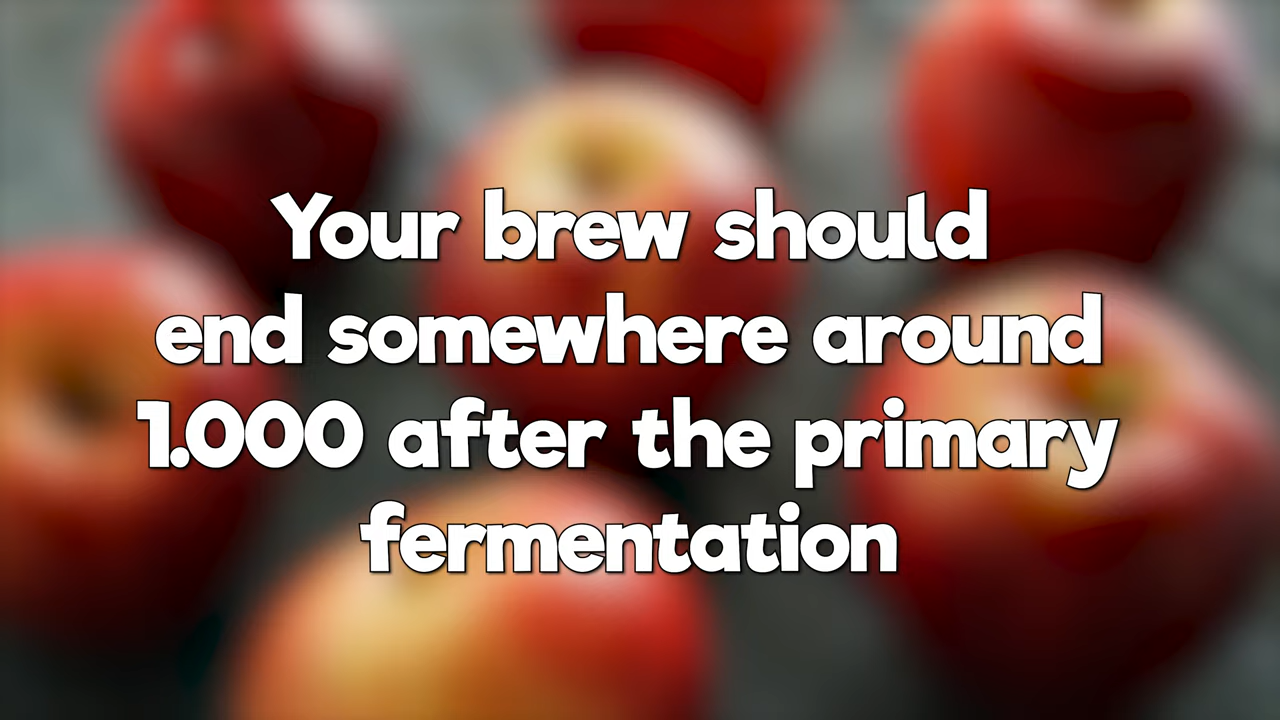 Your brew should
end somewhere around
1.000 after the primary
fermentation